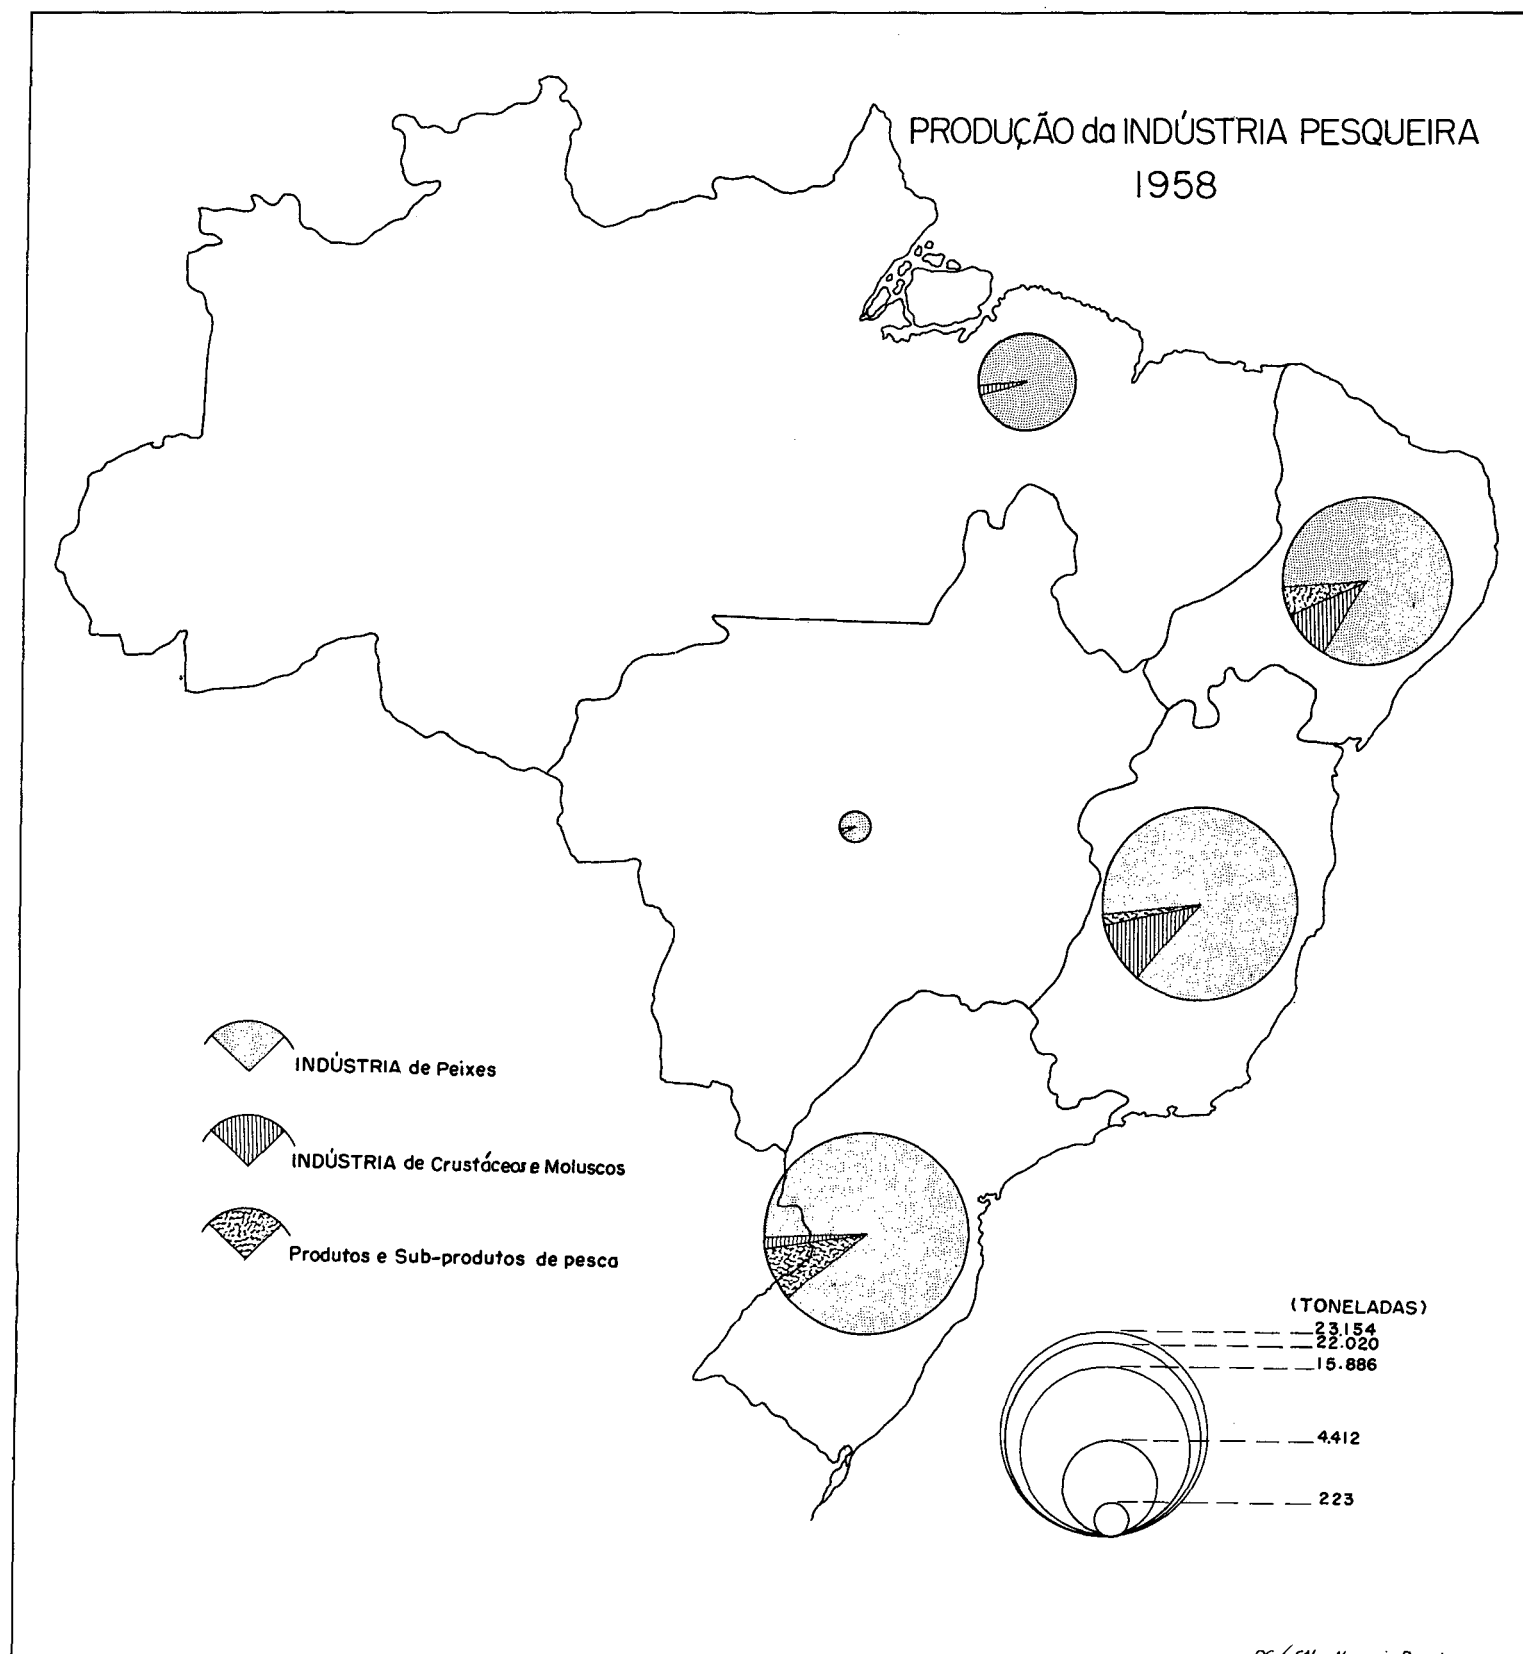 PRODUÇÃO da INDÚSTRIA PESQUEIRA
1958
INDÚSTRIA de Peixes
INDÚSTRIA de Crustáceos e Moluscos
Produtos e Sub-produtos de pesca
(TONELADAS)
23.154
22.020
15.886
4.412
223